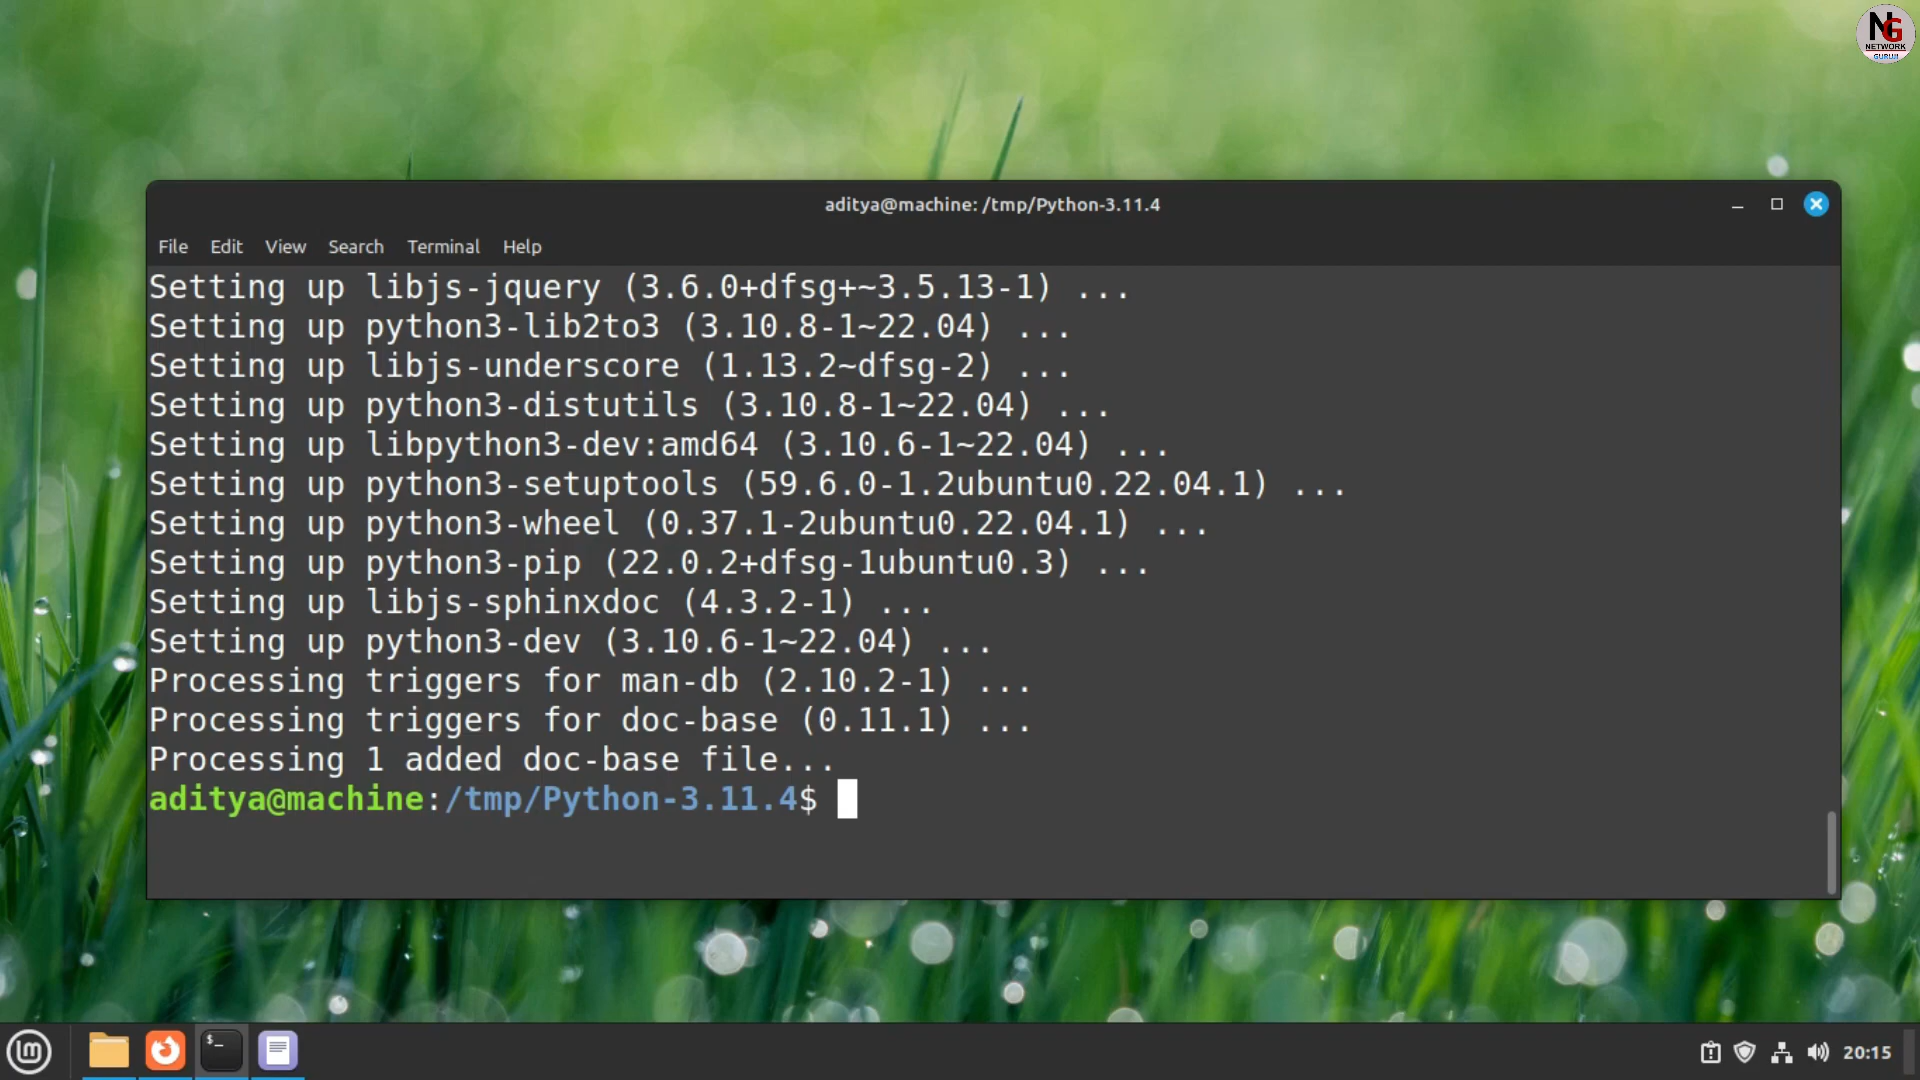 NG
NETWORK
GURUJI
aditya@machine: /tmp/Python-3.11.4
File Edit View Search Terminal Help
Setting up libjs-jquery (3.6.0+dfsg+~3.5.13-1) ...
Setting up python3-lib2to3 (3.10.8-1~22.04) ...
Setting up libjs-underscore (1.13.2~dfsg-2) ...
Setting up python3-distutils (3.10.8-1~22.04) ...
Setting up libpython3-dev:amd64 (3.10.6-1~22.04) ...
Setting up python3-setuptools (59.6.0-1.2ubuntu0.22.04.1) ...
Setting up python3-wheel (0.37.1-2ubuntu0.22.04.1) ...
Setting up python3-pip (22.0.2+dfsg-1ubuntu0.3) ...
Setting up libjs-sphinxdoc (4.3.2-1) ...
Setting up python3-dev (3.10.6-1~22.04) ...
Processing triggers for man-db (2.10.2-1) ...
Processing triggers for doc-base (0.11.1) ...
Processing 1 added doc-base file...
aditya@machine:/tmp/Python-3.11.4$
20:15